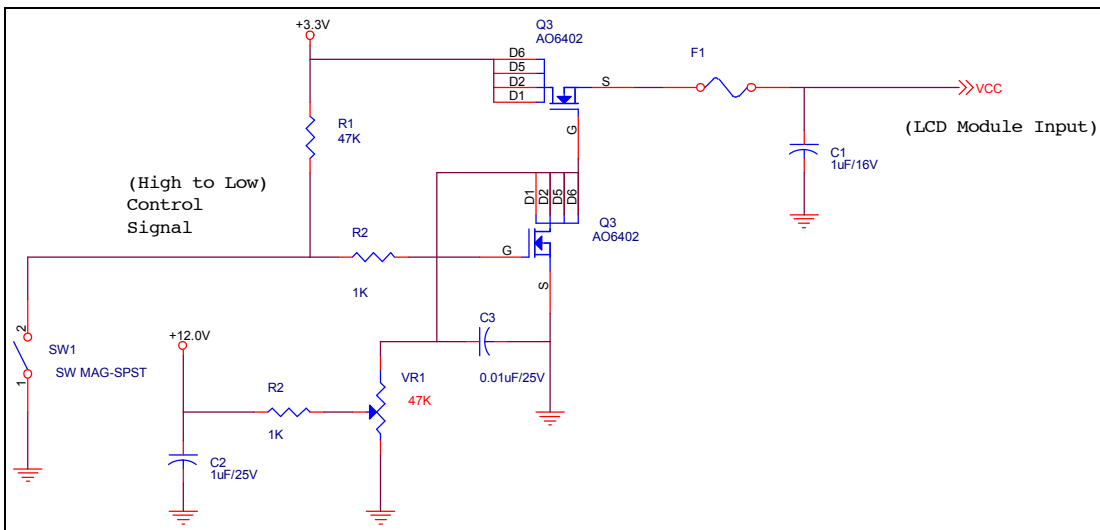 +3.3V
Q3
AO6402
D6
D5
D2
D1
S
G
F1
VCC
(LCD Module Input)
R1
47K
C1
1uF/16V
(High to Low)
Control
Signal
D1
D2
D5
D6
Q3
AO6402
R2
1K
G
S
2
1
SW1
SW MAG-SPST
+12.0V
C3
0.01uF/25V
R2
1K
VR1
47K
C2
1uF/25V